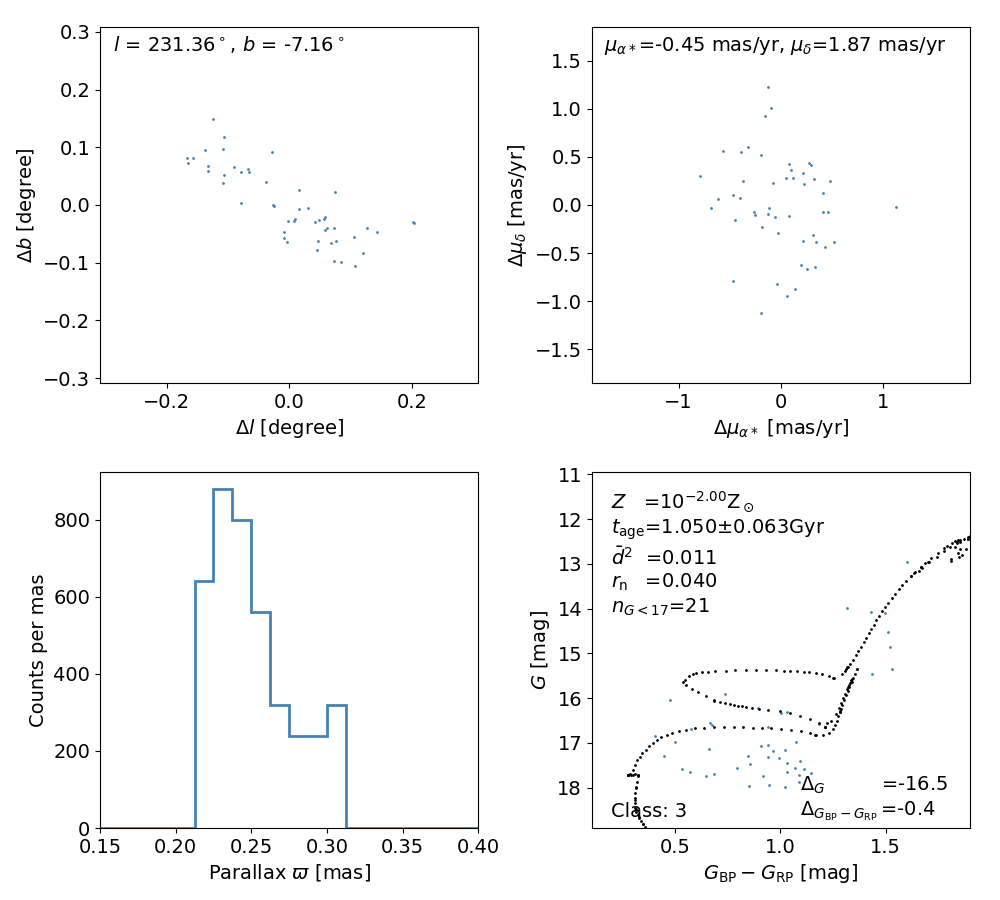 l = 231.36°, b = -7.16°
0.3
0.2
0.1
0.0
−0.1
−0.2
−0.3
−0.2
0.0
0.2
Δb [degree]
Δl [degree]
μα*=-0.45 mas/yr, μδ=1.87 mas/yr
1.5
1.0
0.5
0.0
−0.5
−1.0
−1.5
−1
0
1
Δμδ [mas/yr]
Δμα* [mas/yr]
800
600
400
200
0
0.15
0.20
0.25
0.30
0.35
0.40
Counts per mas
Parallax ϖ [mas]
11
12
13
14
15
16
17
18
0.5
1.0
1.5
G [mag]
G_BP − G_RP [mag]
Z =10^−2.00 Z⊙
t_age=1.050±0.063Gyr
d̄² =0.011
r_n =0.040
n_G<17=21
Δ_G =-16.5
Class: 3
Δ_G_BP−G_RP =-0.4